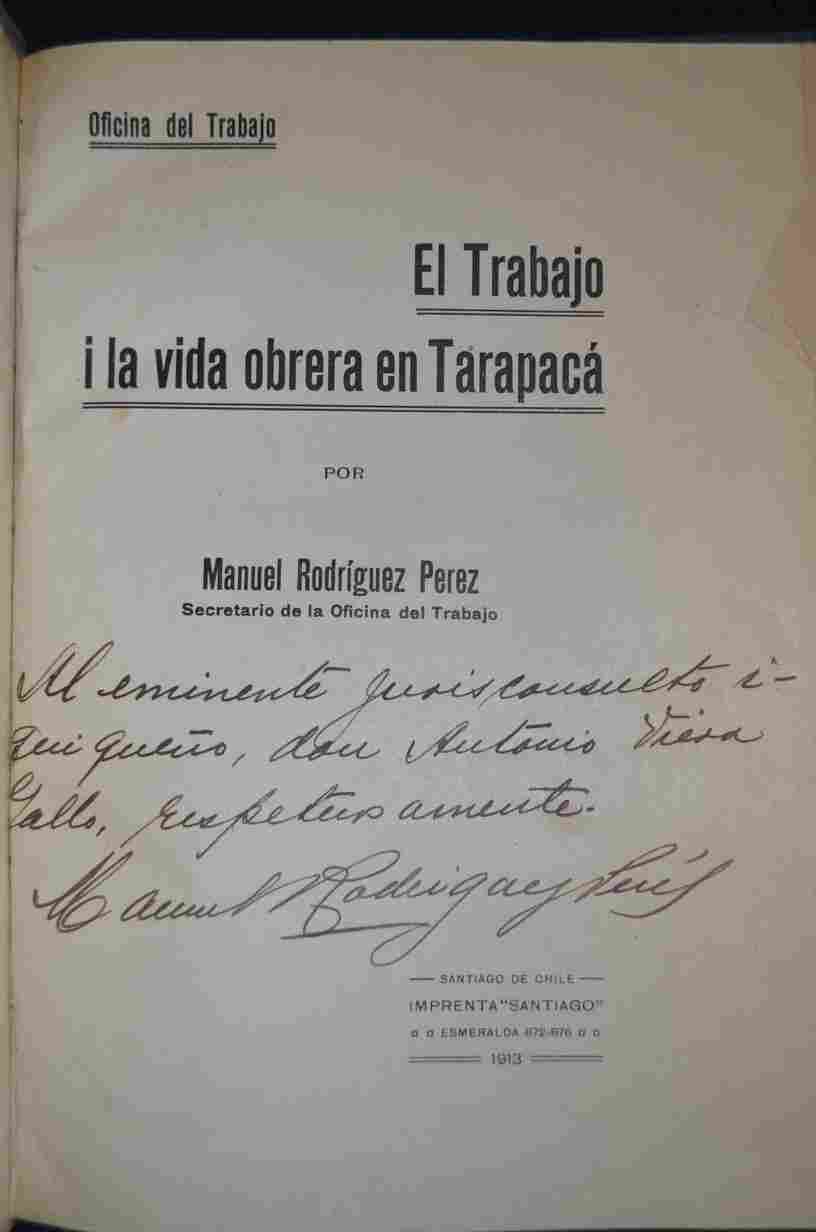 Oficina del Trabajo
El Trabajo
i la vida obrera en Tarapacá
POR
Manuel Rodríguez Perez
Secretario de la Oficina del Trabajo
Al eminente jurisconsulto i-
quiqueño, don Antonio Viera
Gallo, respetuosamente.
Manuel Rodríguez Pérez
SANTIAGO DE CHILE
IMPRENTA "SANTIAGO"
ESMERALDA 872-876
1913